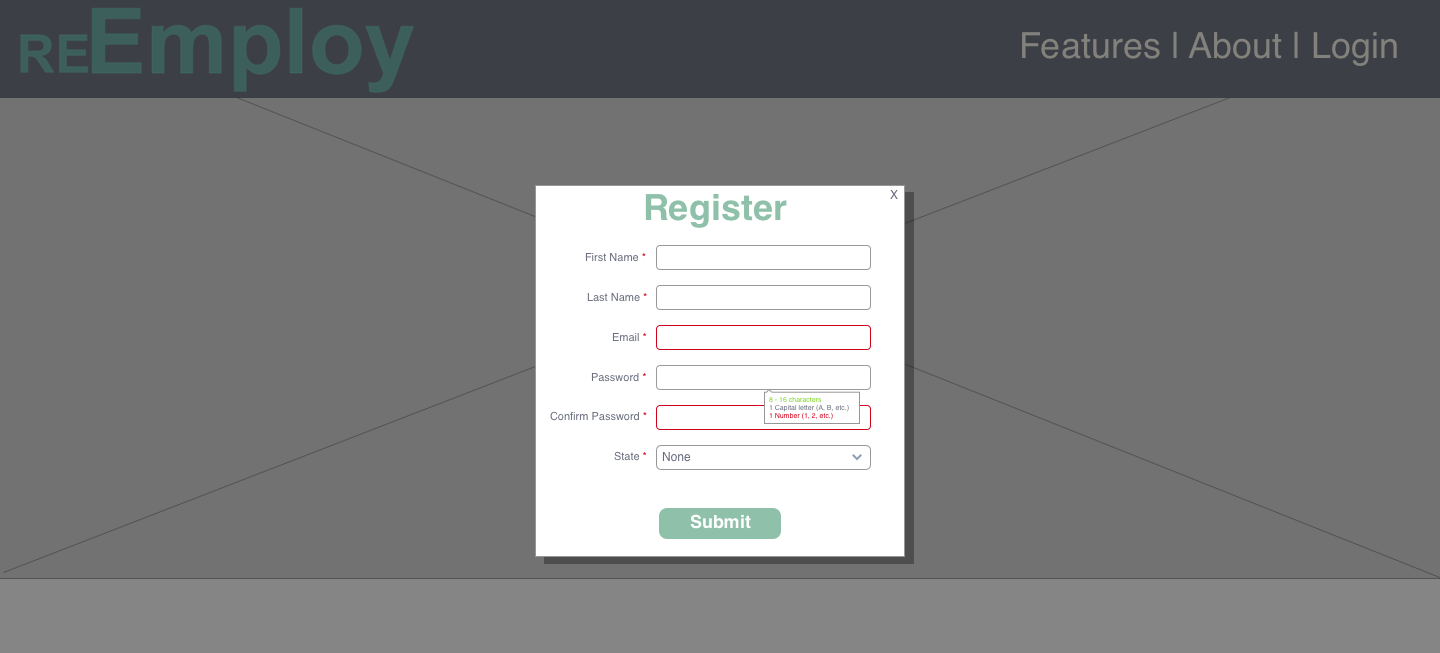 REEmploy
Features | About | Login
X
Register
First Name *
Last Name *
Email *
Password *
8 - 16 characters
1 Capital letter (A, B, etc.)
1 Number (1, 2, etc.)
Confirm Password *
State *
None
Submit